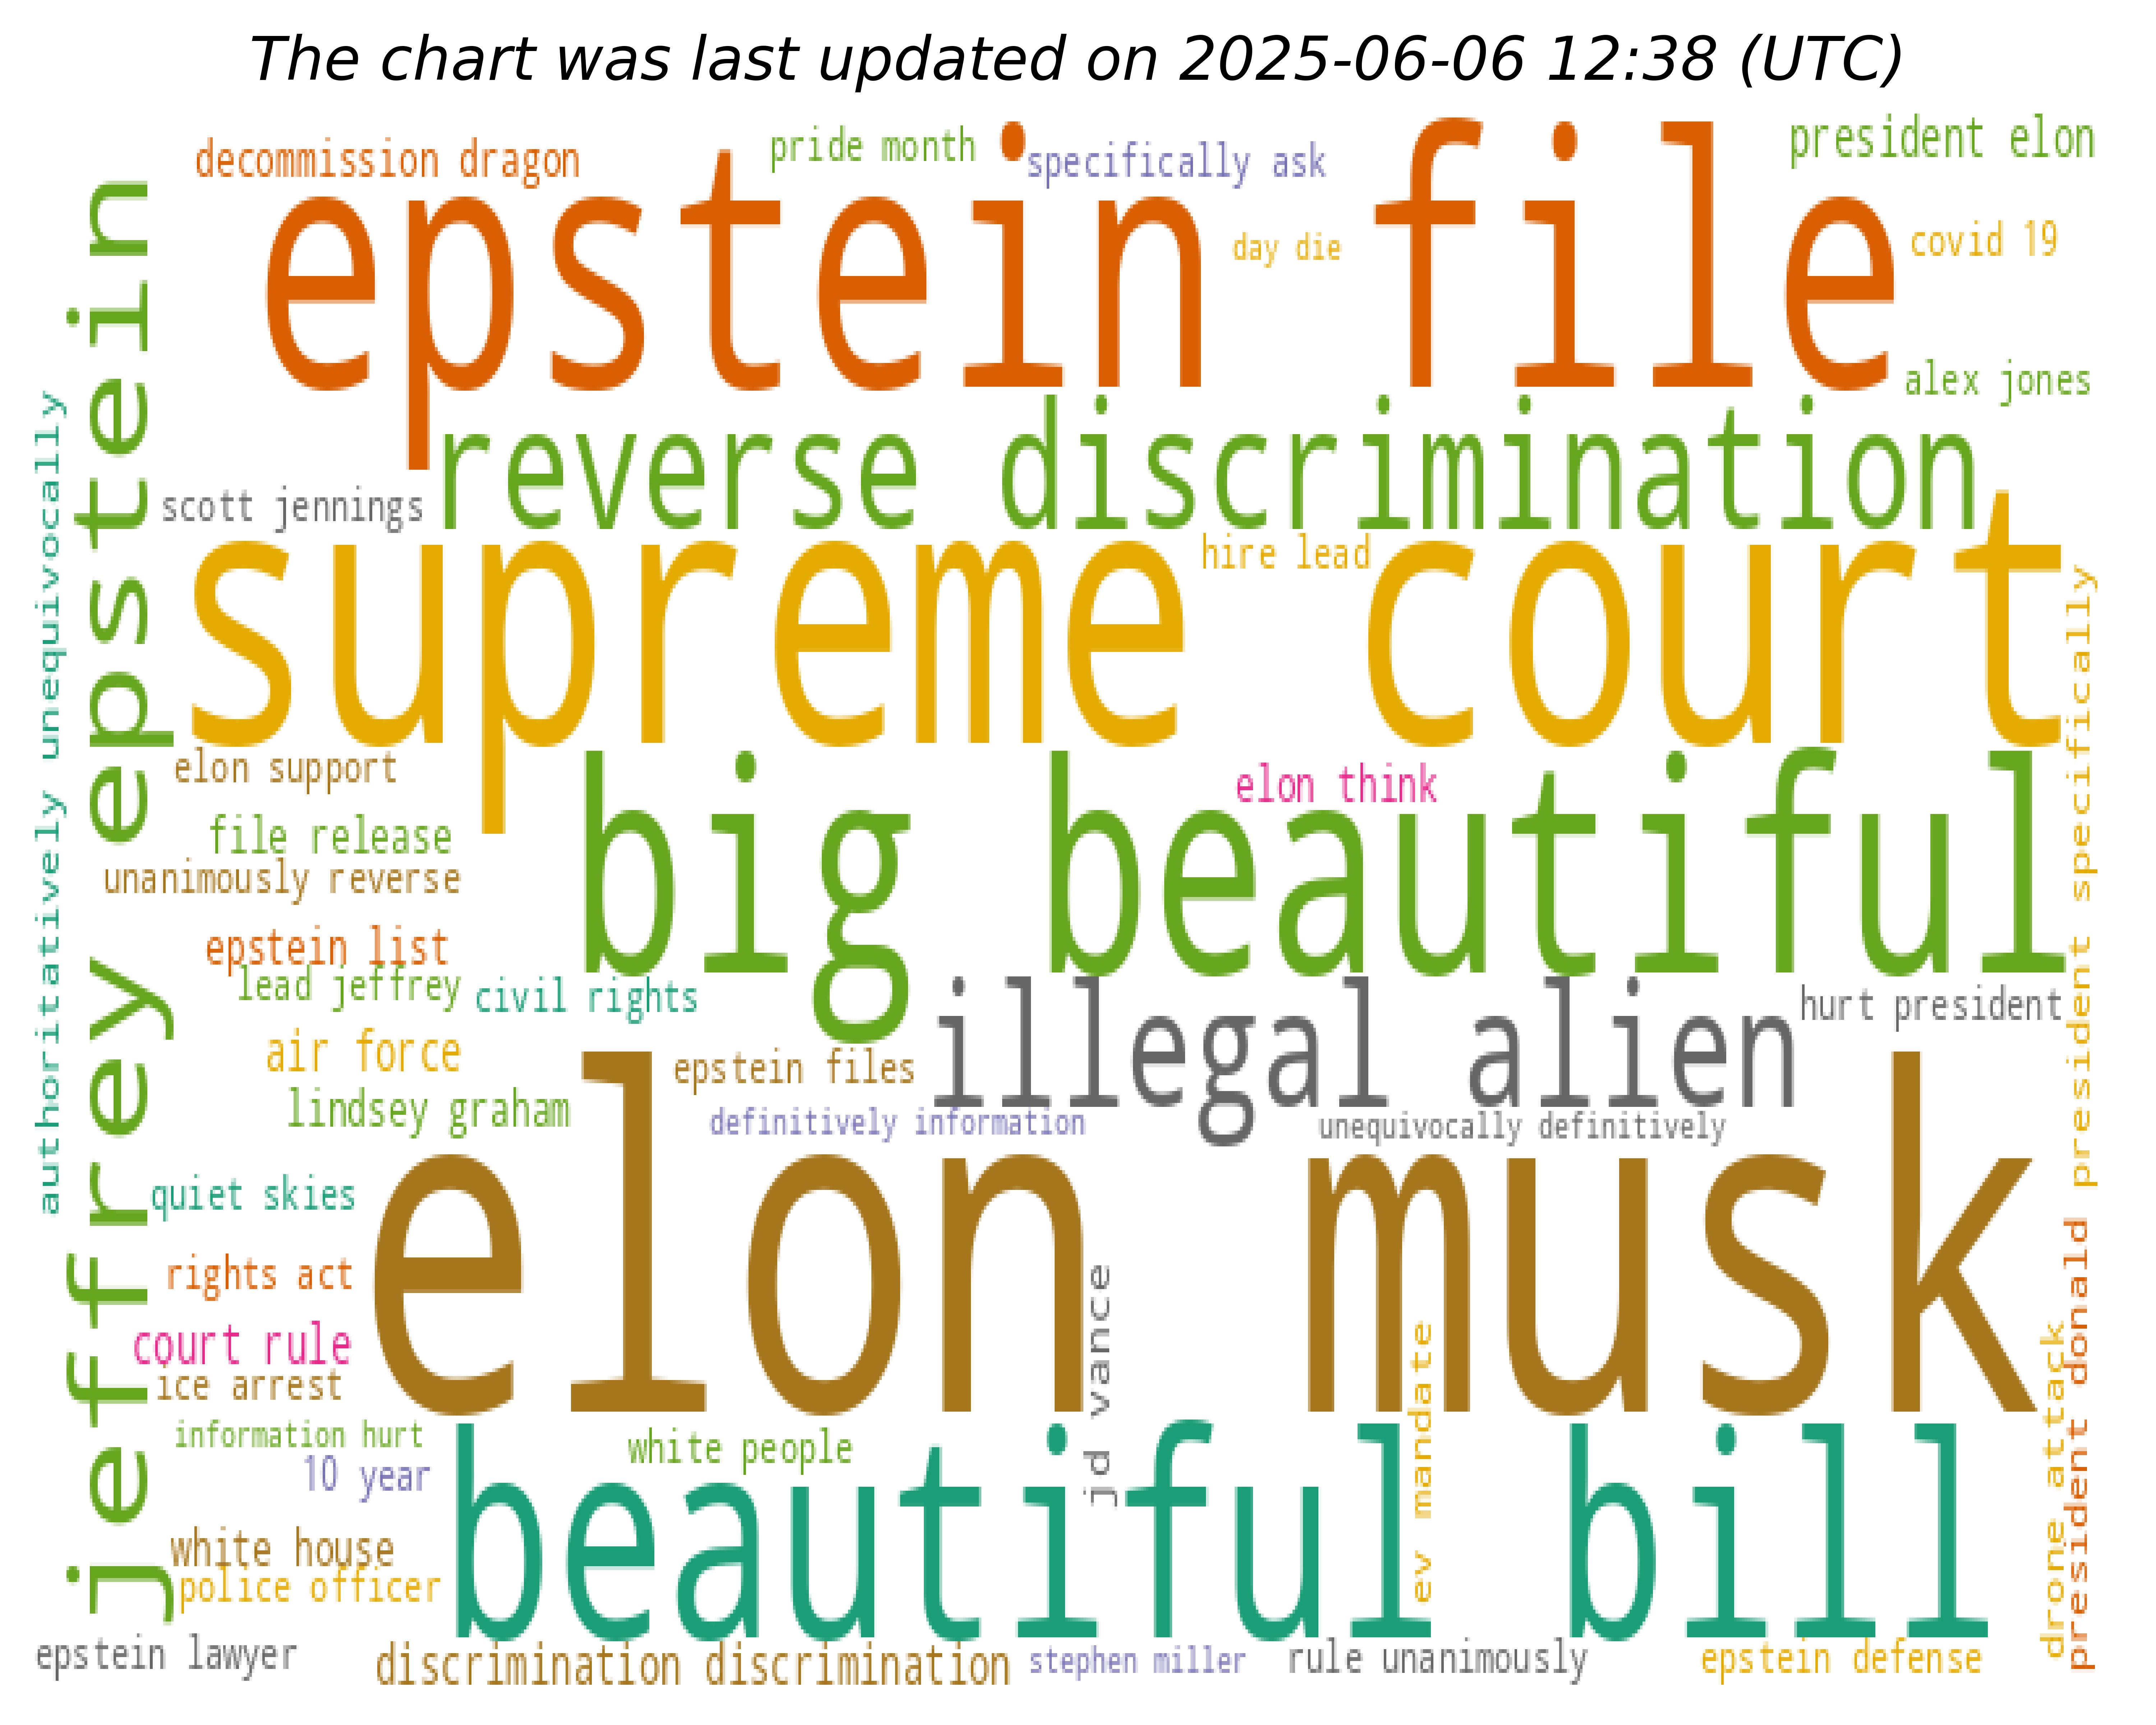 The chart was last updated on 2025-06-06 12:38 (UTC)
decommission dragon
pride month
specifically ask
president elon
epstein file
day die
covid 19
alex jones
jeffrey epstein
authoritatively unequivocally
reverse discrimination
scott jennings
supreme court
hire lead
president specifically
elon support
big beautiful
elon think
file release
unanimously reverse
epstein list
lead jeffrey
civil rights
illegal alien
hurt president
air force
epstein files
lindsey graham
definitively information
unequivocally definitively
elon musk
quiet skies
rights act
jd vance
court rule
ev mandate
ice arrest
drone attack
president donald
information hurt
white people
10 year
beautiful bill
white house
police officer
epstein lawyer
discrimination discrimination
stephen miller
rule unanimously
epstein defense